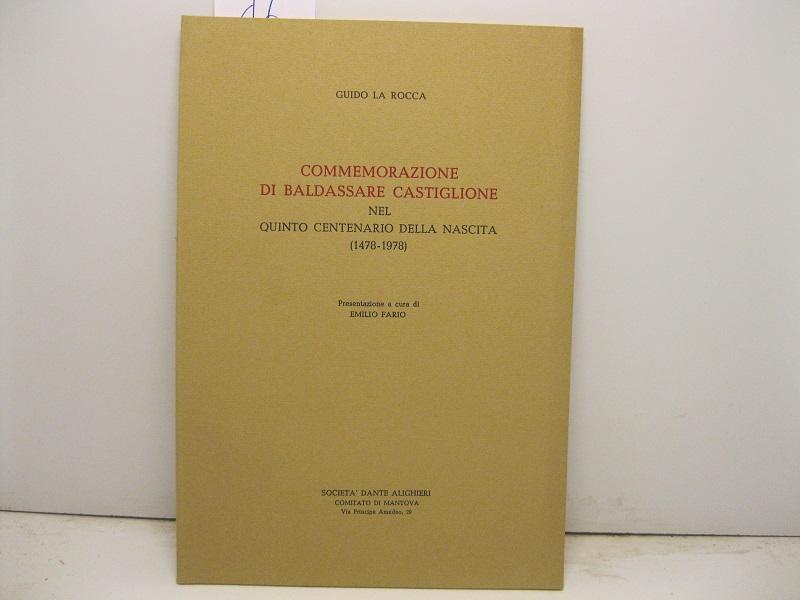 GUIDO LA ROCCA
COMMEMORAZIONE
DI BALDASSARE CASTIGLIONE
NEL
QUINTO CENTENARIO DELLA NASCITA
(1478-1978)
Presentazione a cura di
EMILIO FARIO
SOCIETA' DANTE ALIGHIERI
COMITATO DI MANTOVA
Via Principe Amedeo, 29